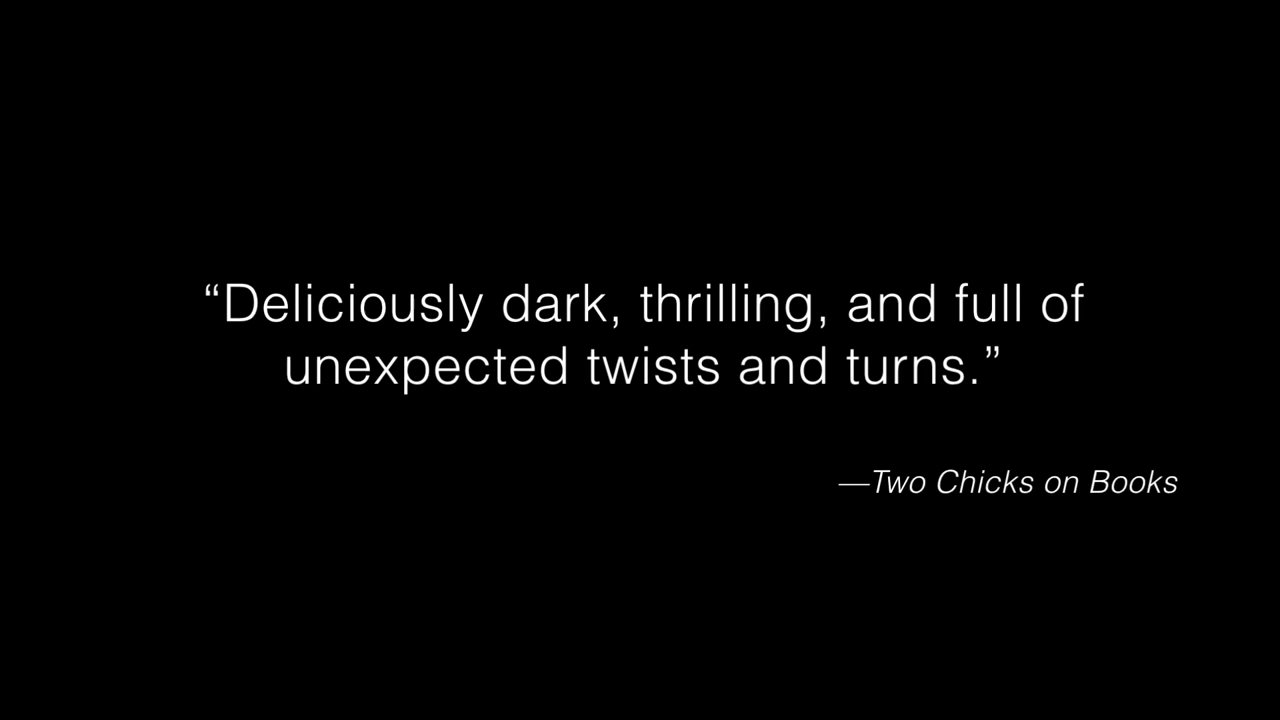 “Deliciously dark, thrilling, and full of
unexpected twists and turns.”
—Two Chicks on Books